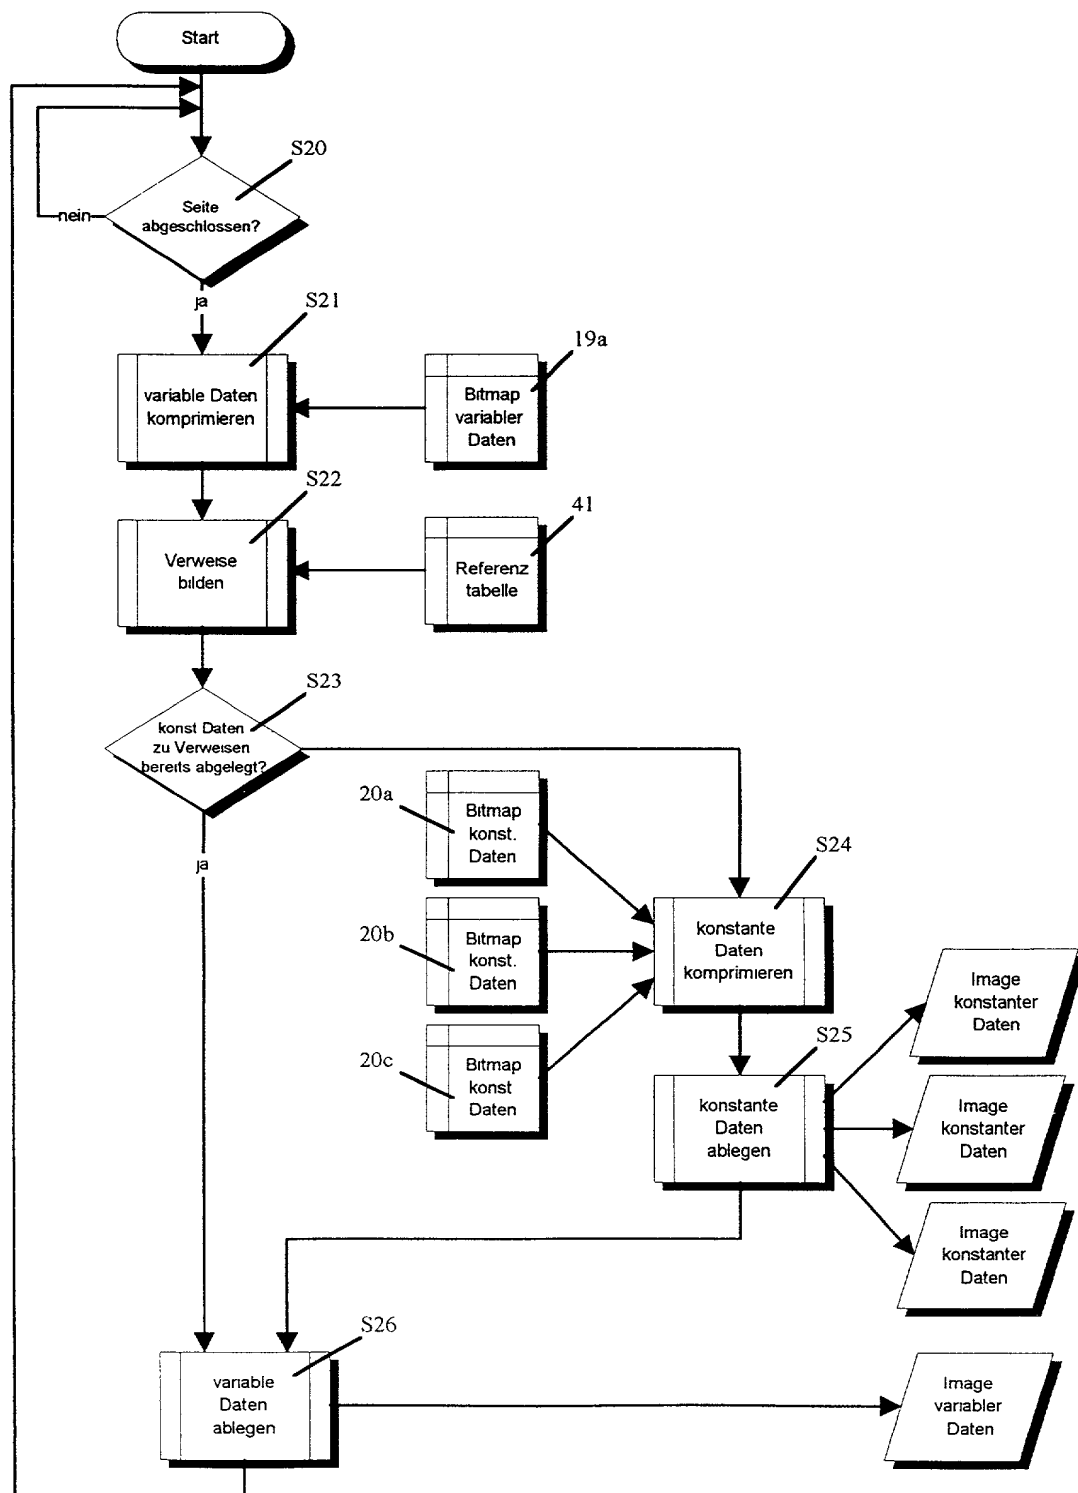 Start
S20
Seite
abgeschlossen?
nein
ja
S21
variable Daten
komprimieren
19a
Bitmap
variabler
Daten
S22
Verweise
bilden
41
Referenz
tabelle
S23
konst Daten
zu Verweisen
bereits abgelegt?
ja
20a
Bitmap
konst.
Daten
20b
Bitmap
konst.
Daten
20c
Bitmap
konst
Daten
S24
konstante
Daten
komprimieren
S25
konstante
Daten
ablegen
Image
konstanter
Daten
Image
konstanter
Daten
Image
konstanter
Daten
S26
variable
Daten
ablegen
Image
variabler
Daten